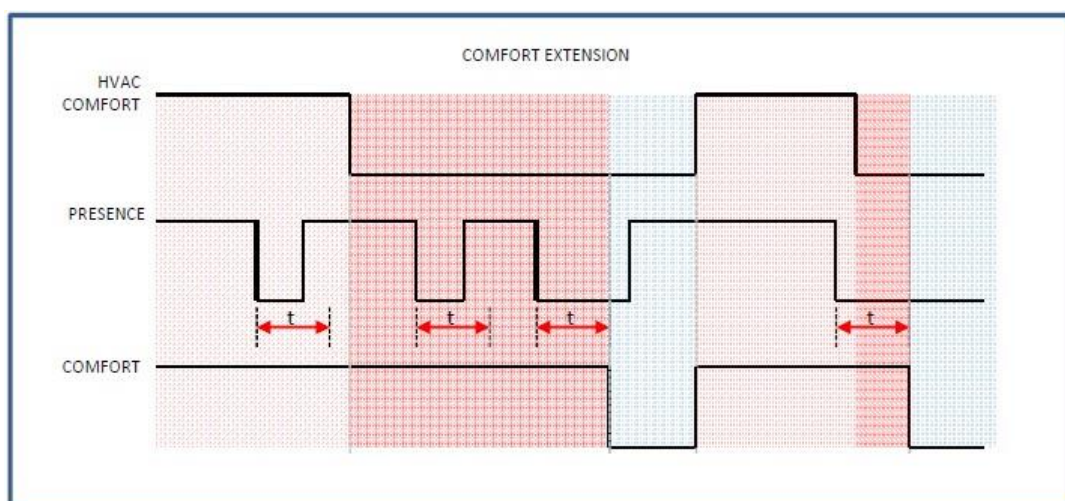 COMFORT EXTENSION
HVAC
COMFORT
PRESENCE
t
t
t
t
COMFORT